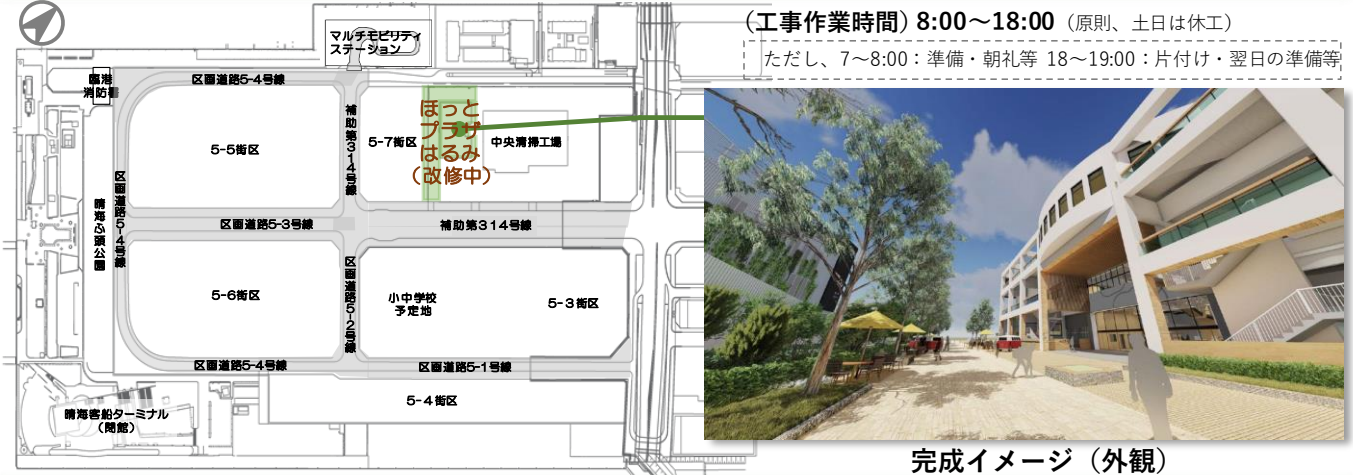 (工事作業時間) 8:00～18:00（原則、土日は休工）
ただし、7～8:00：準備・朝礼等 18～19:00：片付け・翌日の準備等
マルチモビリティ
ステーション
臨港
消防署
区画道路5-4号線
補助第314号線
ほっと
プラザ
はるみ
（改修中）
5-7街区
中央清掃工場
5-5街区
区画道路5-4号線
晴海ふ頭公園
区画道路5-3号線
補助第314号線
5-6街区
区画道路5-2号線
小中学校
予定地
5-3街区
区画道路5-4号線
区画道路5-1号線
5-4街区
晴海客船ターミナル
（閉館）
完成イメージ（外観）